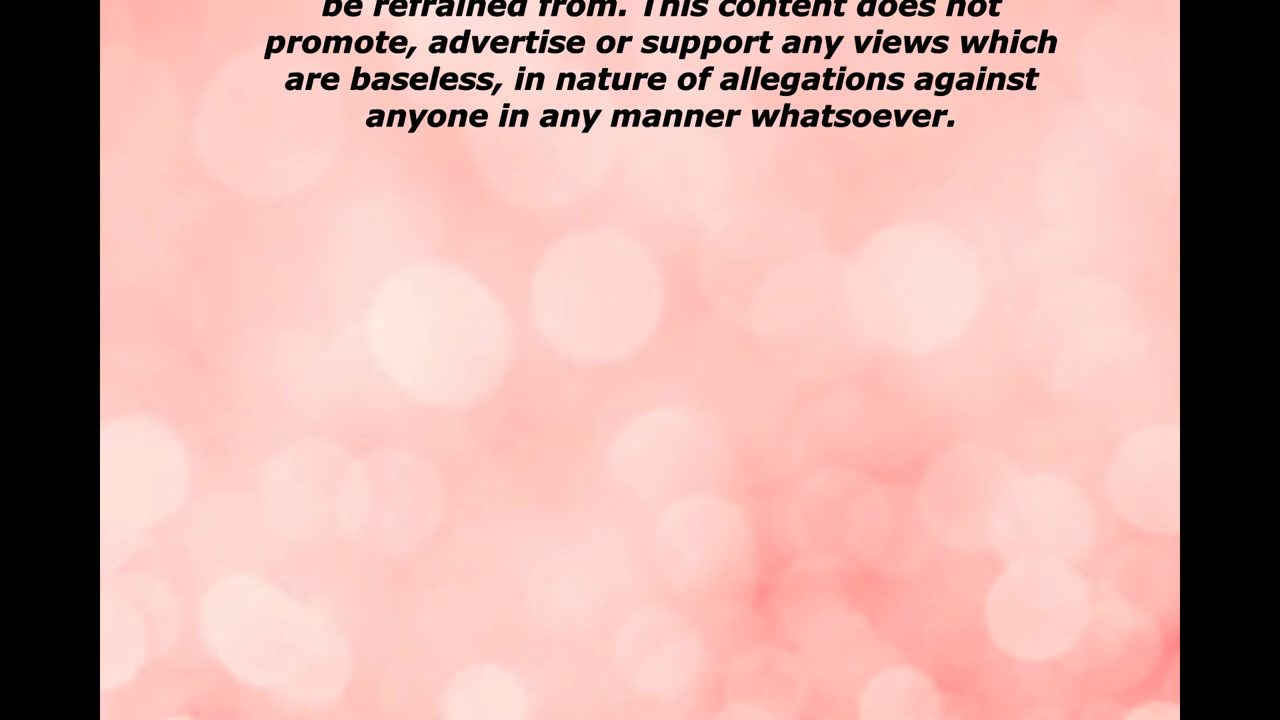 be refrained from. This content does not
promote, advertise or support any views which
are baseless, in nature of allegations against
anyone in any manner whatsoever.